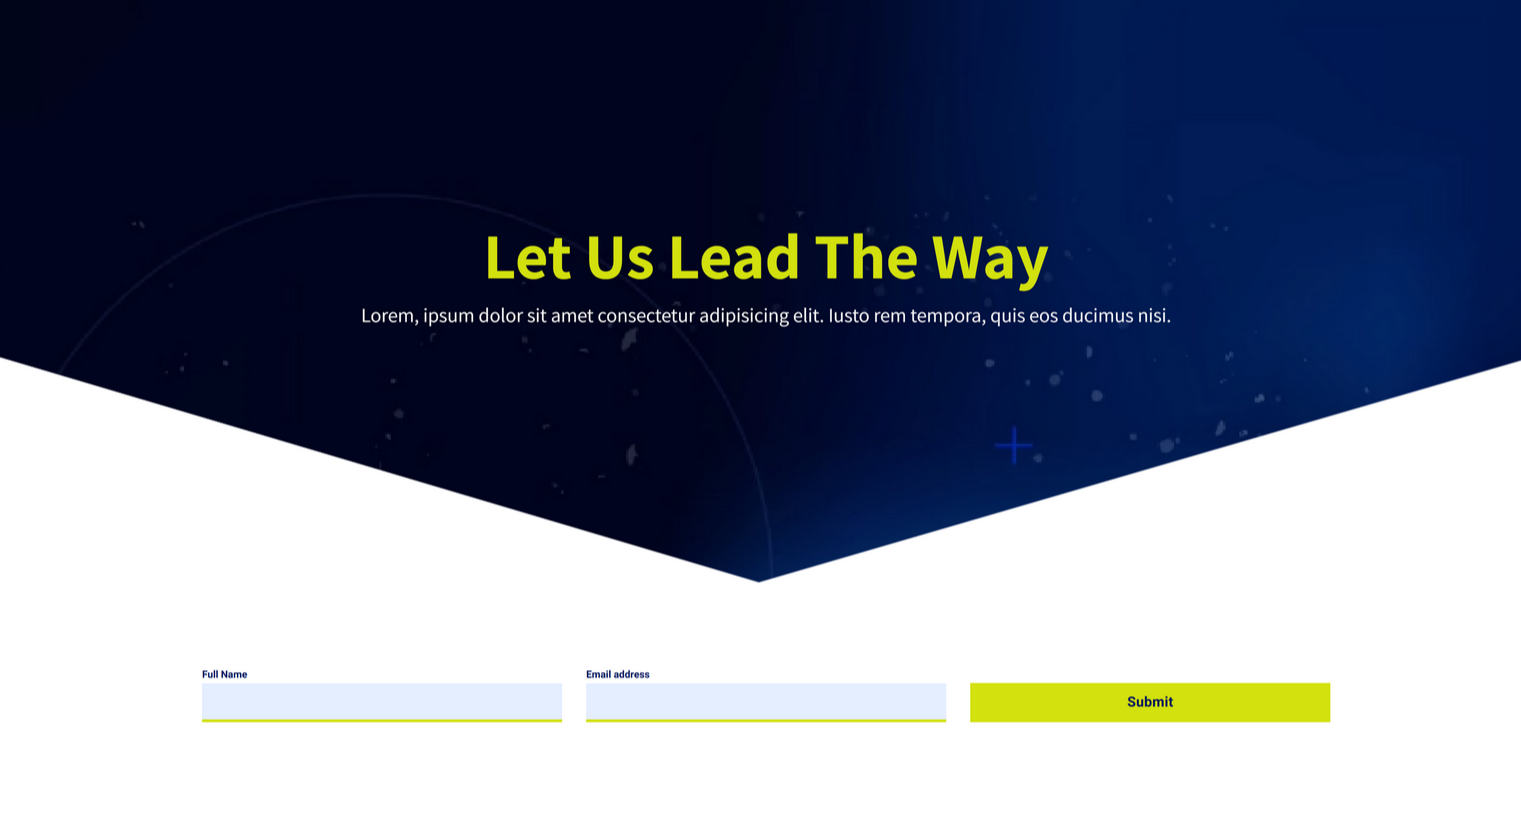 Let Us Lead The Way
Lorem, ipsum dolor sit amet consectetur adipisicing elit. Iusto rem tempora, quis eos ducimus nisi.
Full Name
Email address
Submit